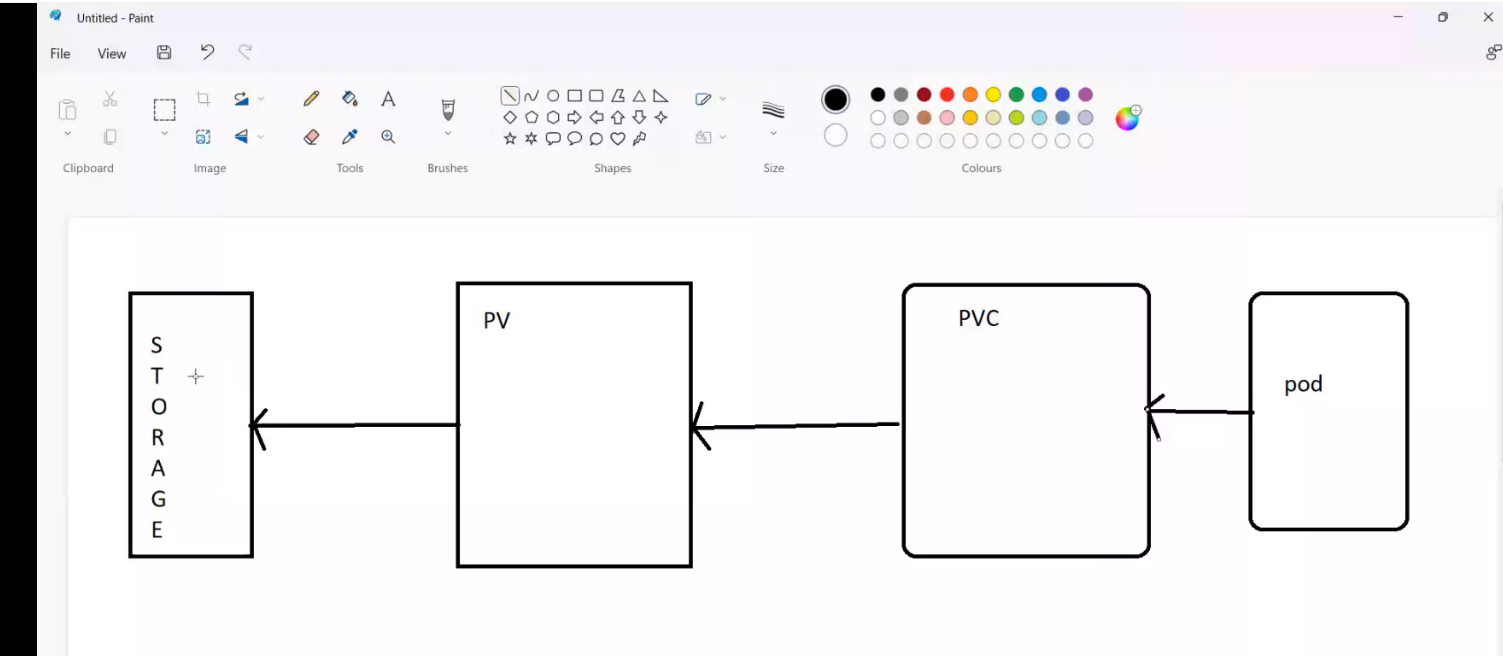 Untitled - Paint
File View
Clipboard Image Tools Brushes Shapes Size Colours
S
T
O
R
A
G
E
PV
PVC
pod